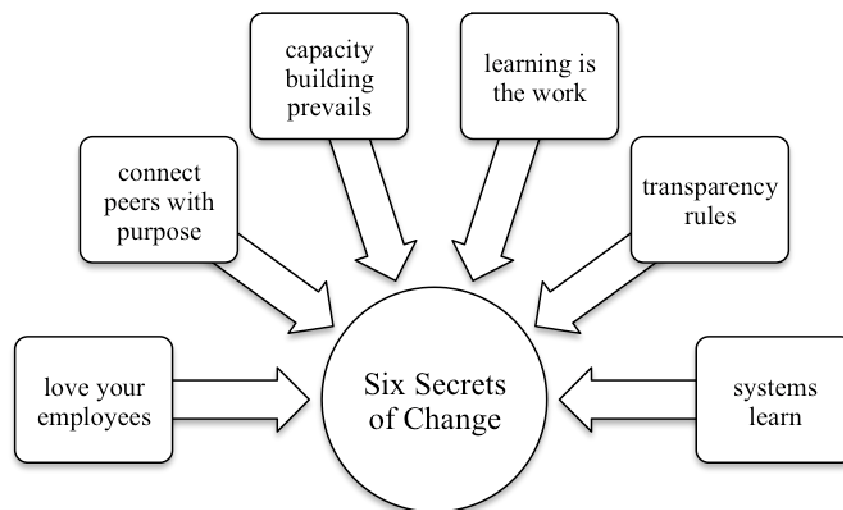 love your
employees
connect
peers with
purpose
capacity
building
prevails
learning is
the work
transparency
rules
systems
learn
Six Secrets
of Change